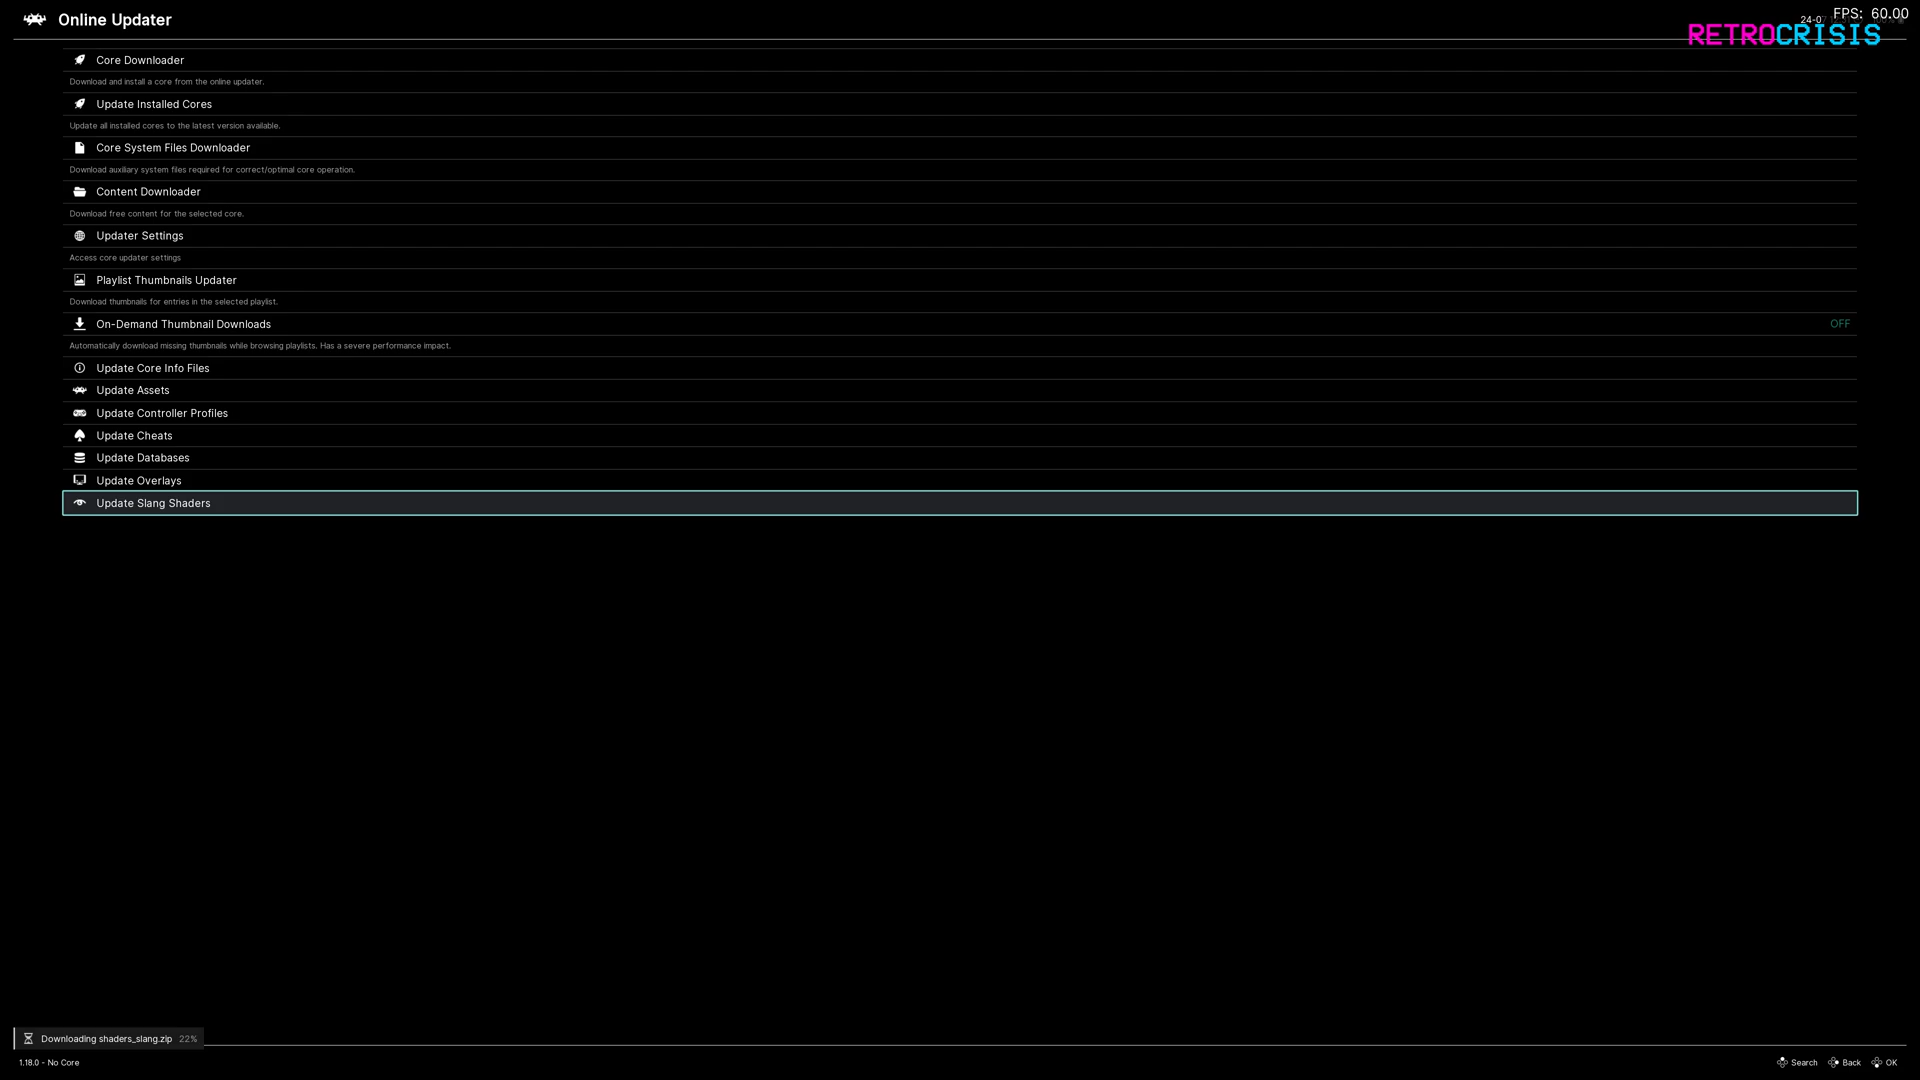 Online Updater
FPS: 60.00
24-0
RETROCRISIS
Core Downloader
Download and install a core from the online updater.
Update Installed Cores
Update all installed cores to the latest version available.
Core System Files Downloader
Download auxiliary system files required for correct/optimal core operation.
Content Downloader
Download free content for the selected core.
Updater Settings
Access core updater settings
Playlist Thumbnails Updater
Download thumbnails for entries in the selected playlist.
On-Demand Thumbnail Downloads OFF
Automatically download missing thumbnails while browsing playlists. Has a severe performance impact.
Update Core Info Files
Update Assets
Update Controller Profiles
Update Cheats
Update Databases
Update Overlays
Update Slang Shaders
Downloading shaders_slang.zip 22%
1.18.0 - No Core
Search Back OK